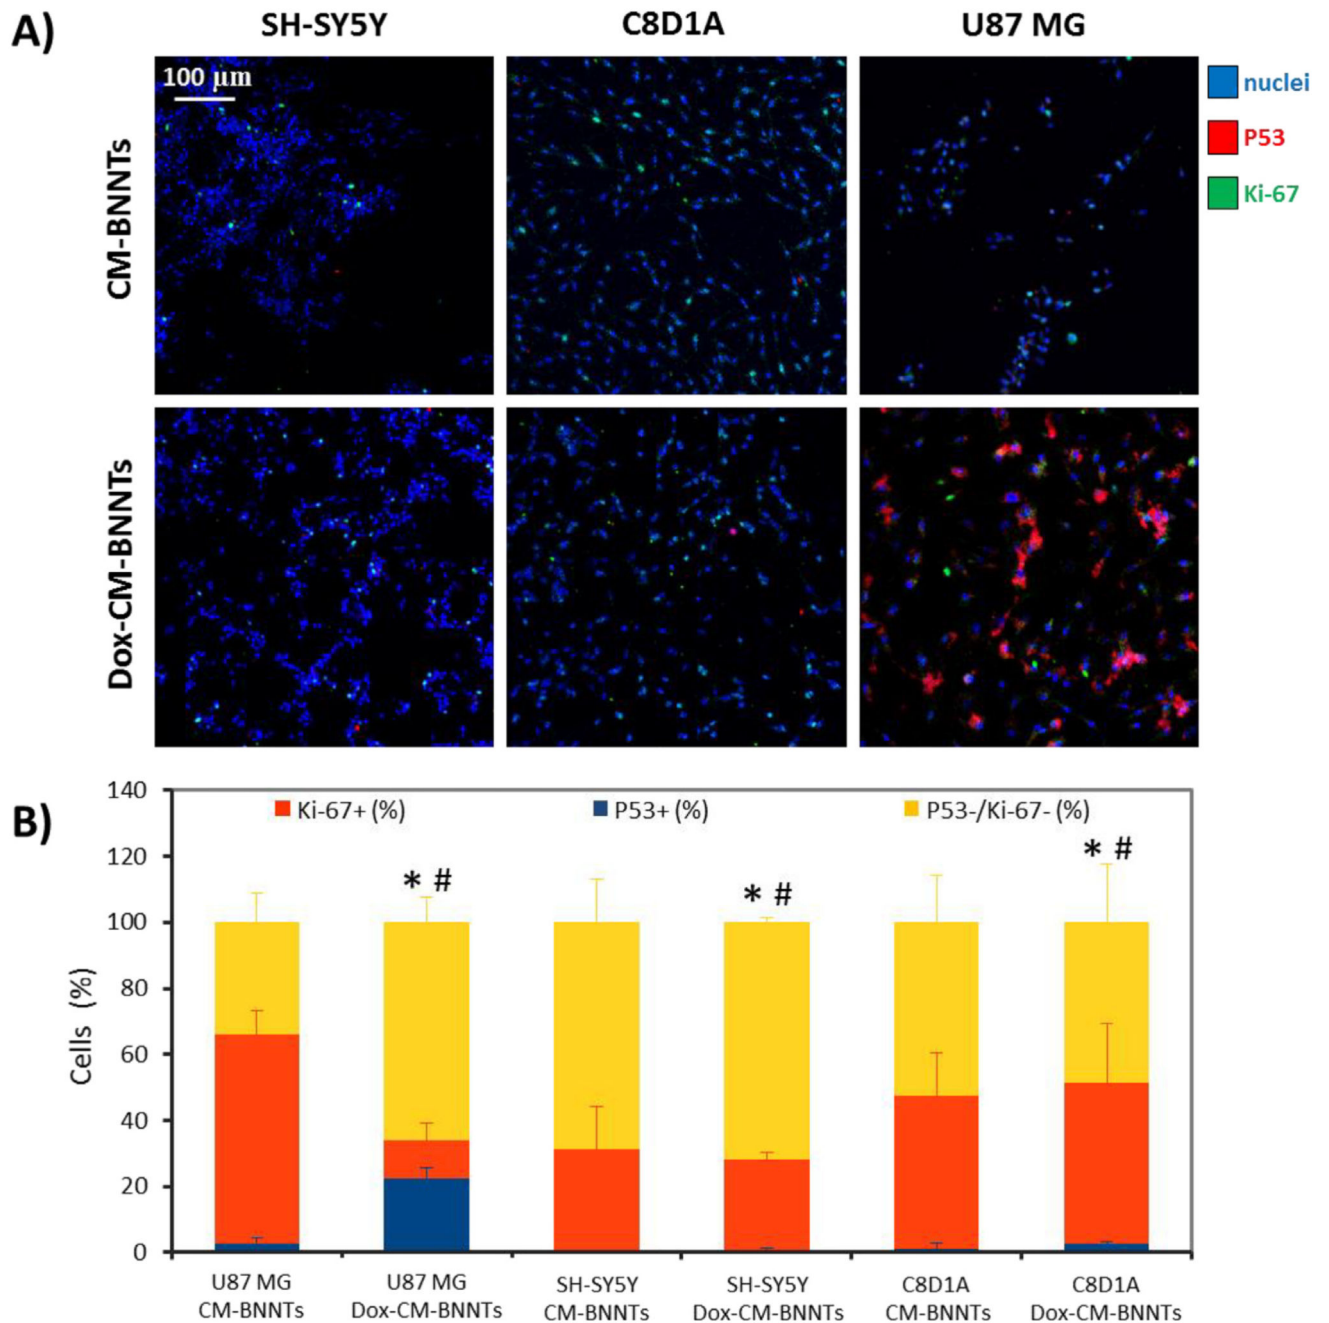 A)
SH-SY5Y C8D1A U87 MG
100 µm
nuclei
P53
Ki-67
CM-BNNTs
Dox-CM-BNNTs
B)
Ki-67+ (%) P53+ (%) P53-/Ki-67- (%)
140
120
100
80
60
40
20
0
Cells (%)
* #
* #
* #
U87 MG
CM-BNNTs
U87 MG
Dox-CM-BNNTs
SH-SY5Y
CM-BNNTs
SH-SY5Y
Dox-CM-BNNTs
C8D1A
CM-BNNTs
C8D1A
Dox-CM-BNNTs